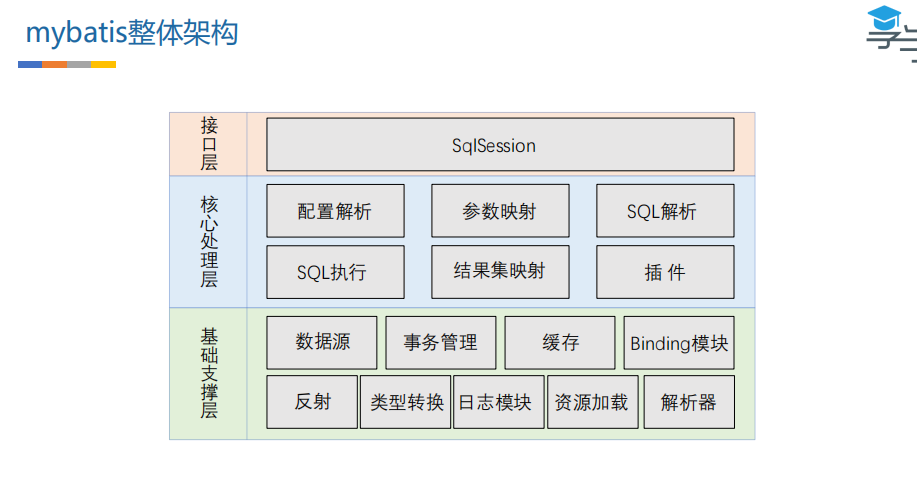 mybatis整体架构
接口层
SqlSession
核心处理层
配置解析
参数映射
SQL解析
SQL执行
结果集映射
插 件
基础支撑层
数据源
事务管理
缓存
Binding模块
反射
类型转换
日志模块
资源加载
解析器